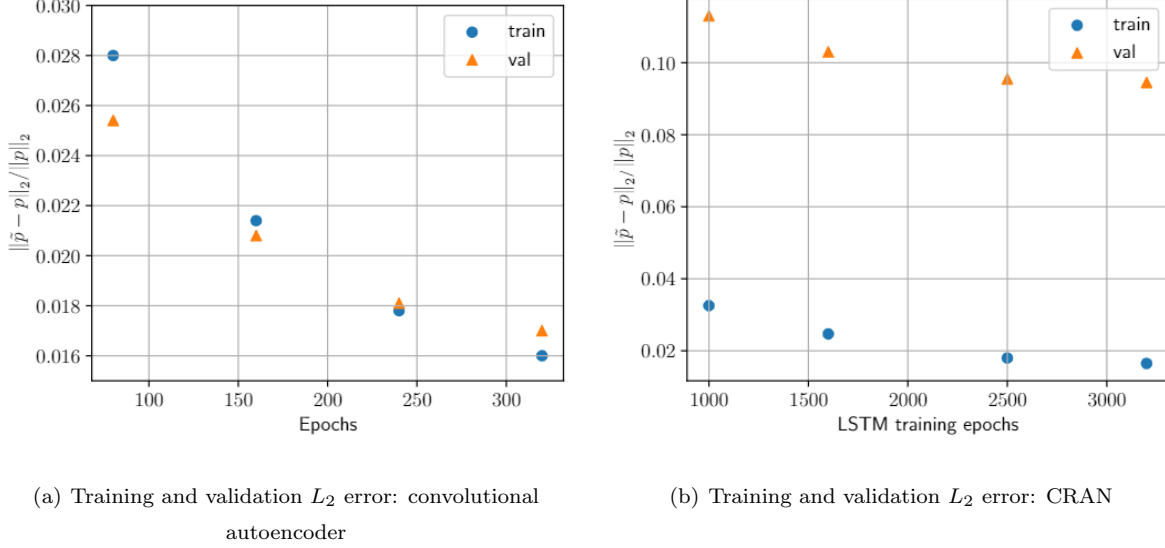 0.030
0.028
0.026
0.024
0.022
0.020
0.018
0.016
||p̃ − p||₂/||p||₂
train
val
100
150
200
250
300
Epochs
0.10
0.08
0.06
0.04
0.02
||p̃ − p||₂/||p||₂
train
val
1000
1500
2000
2500
3000
LSTM training epochs
(a) Training and validation L₂ error: convolutional
autoencoder
(b) Training and validation L₂ error: CRAN